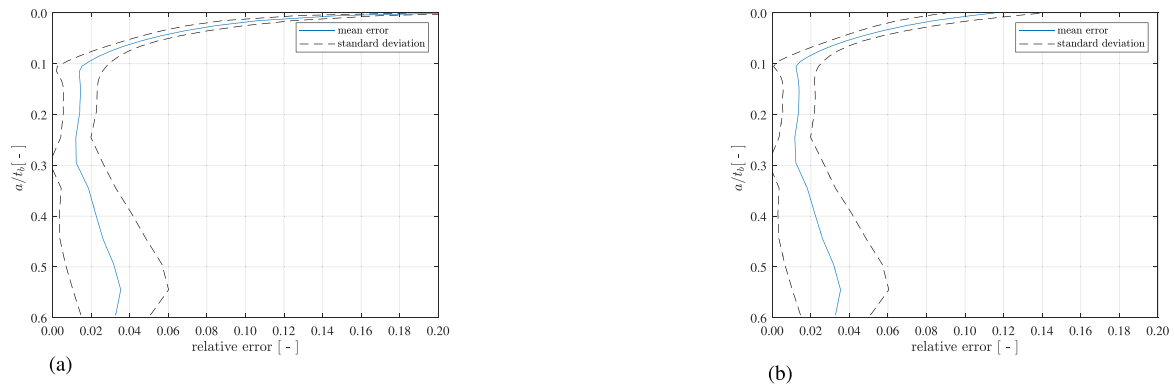 0.0
0.1
0.2
0.3
0.4
0.5
0.6
a/t_b[ - ]
mean error
standard deviation
0.00 0.02 0.04 0.06 0.08 0.10 0.12 0.14 0.16 0.18 0.20
relative error [ - ]
(a)
0.0
0.1
0.2
0.3
0.4
0.5
0.6
a/t_b[ - ]
mean error
standard deviation
0.00 0.02 0.04 0.06 0.08 0.10 0.12 0.14 0.16 0.18 0.20
relative error [ - ]
(b)